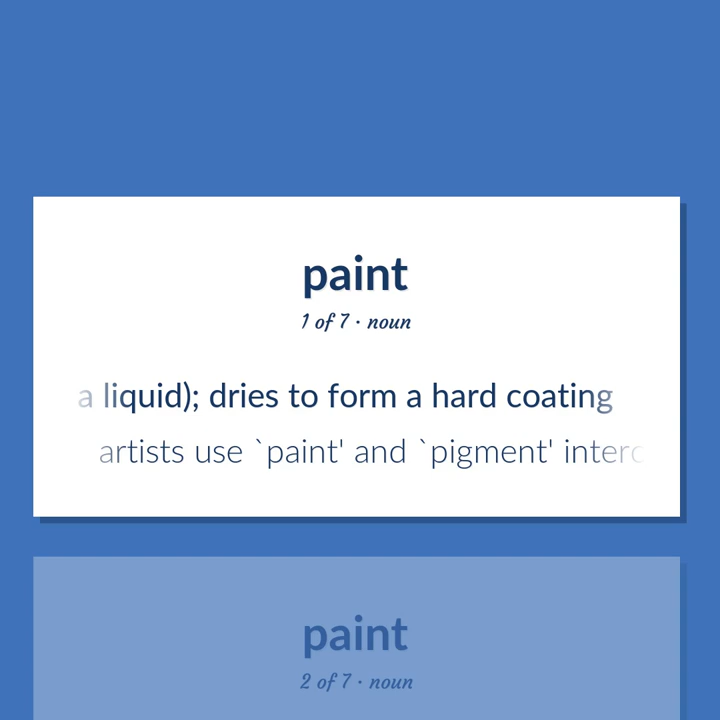 paint
1 of 7 · noun
a liquid); dries to form a hard coating
artists use `paint' and `pigment' interc
paint
2 of 7 · noun